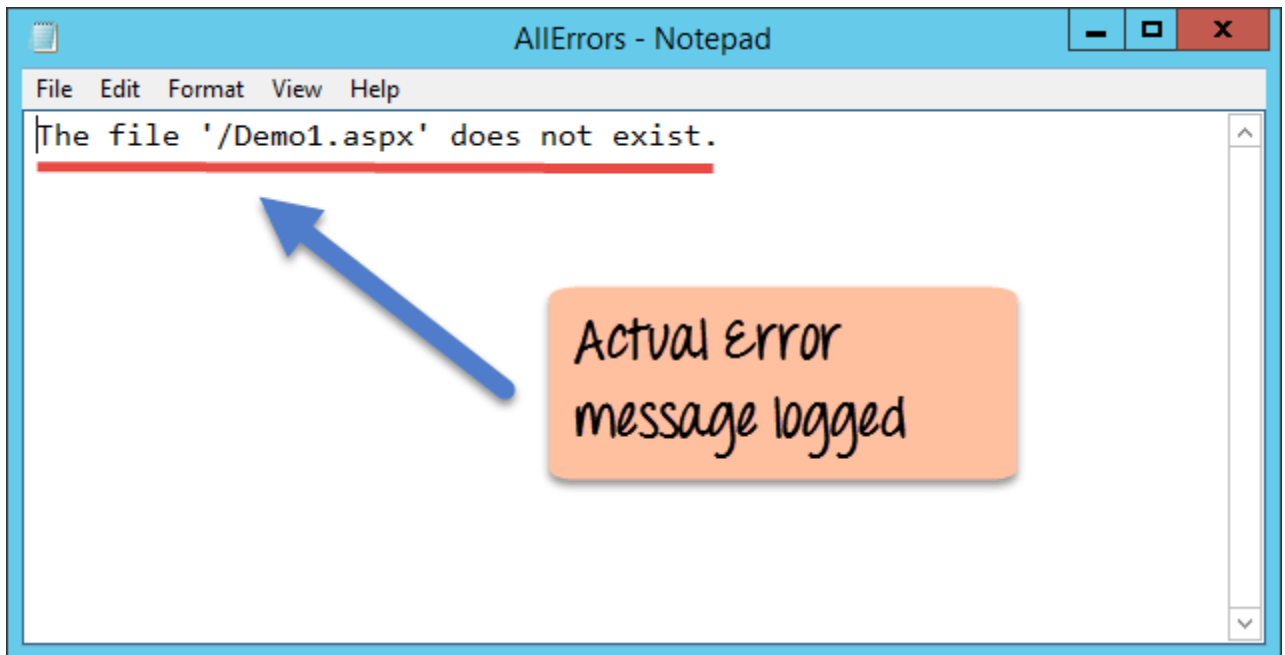 AllErrors - Notepad
File Edit Format View Help
The file '/Demo1.aspx' does not exist.
Actual Error
message logged